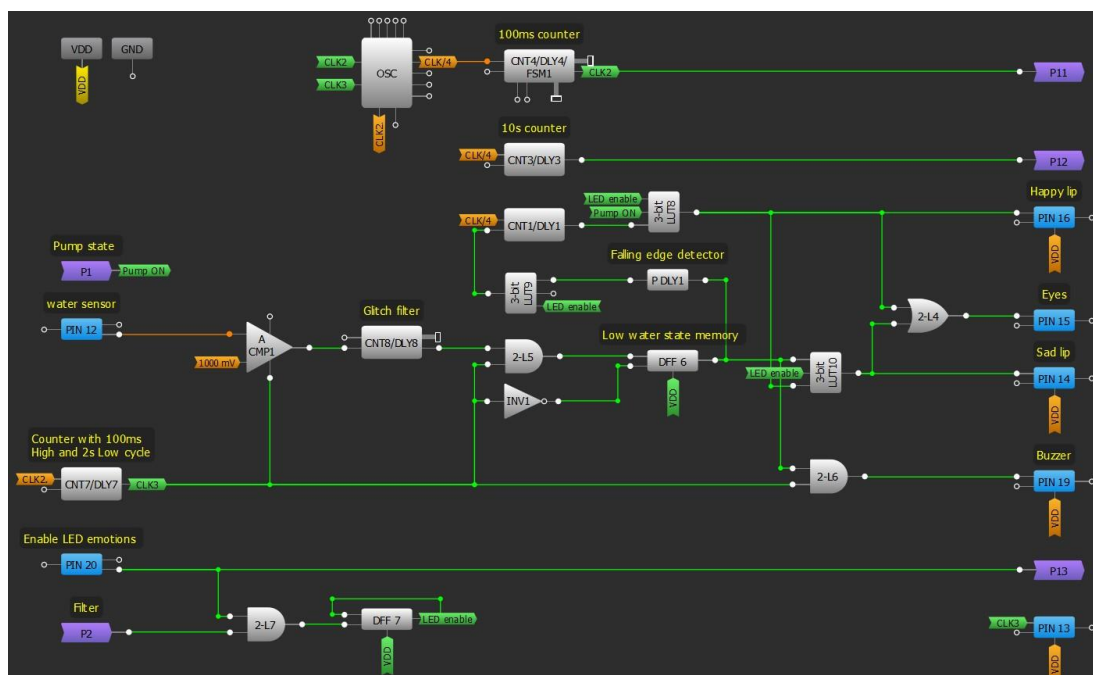 100ms counter
VDD
GND
VDD
CLK2
CLK3
OSC
CLK/4
CLK2.
CNT4/DLY4/
FSM1
CLK2
P11
10s counter
CLK/4
CNT3/DLY3
P12
Happy lip
LED enable
Pump ON
CLK/4
CNT1/DLY1
3-bit
LUT8
PIN 16
VDD
Pump state
P1
Pump ON
Falling edge detector
3-bit
LUT9
P DLY1
LED enable
water sensor
PIN 12
Glitch filter
Eyes
A
CMP1
CNT8/DLY8
2-L4
PIN 15
1000 mV
Low water state memory
2-L5
DFF 6
VDD
INV1
LED enable
3-bit
LUT10
Sad lip
PIN 14
VDD
Counter with 100ms
High and 2s Low cycle
CLK2.
CNT7/DLY7
CLK3
2-L6
Buzzer
PIN 19
VDD
Enable LED emotions
PIN 20
P13
Filter
P2
2-L7
DFF 7
LED enable
VDD
CLK3
PIN 13
VDD